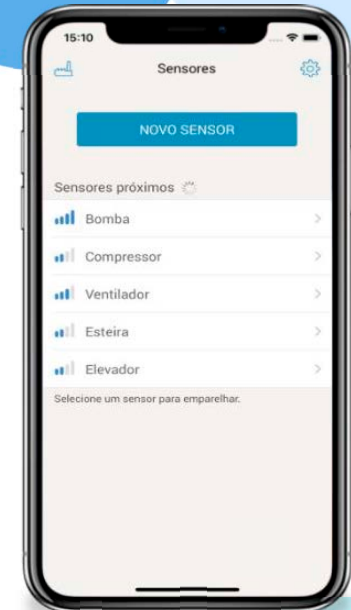 15:10
Sensores
NOVO SENSOR
Sensores próximos
Bomba
Compressor
Ventilador
Esteira
Elevador
Selecione um sensor para emparelhar.